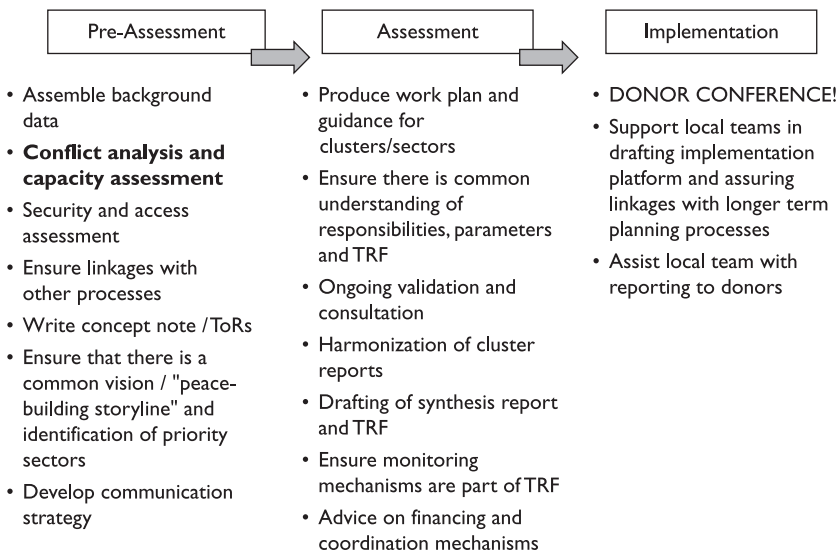 Pre-Assessment
Assessment
Implementation
• Assemble background
data
• Conflict analysis and
capacity assessment
• Security and access
assessment
• Ensure linkages with
other processes
• Write concept note / ToRs
• Ensure that there is a
common vision / "peace-
building storyline" and
identification of priority
sectors
• Develop communication
strategy
• Produce work plan and
guidance for
clusters/sectors
• Ensure there is common
understanding of
responsibilities, parameters
and TRF
• Ongoing validation and
consultation
• Harmonization of cluster
reports
• Drafting of synthesis report
and TRF
• Ensure monitoring
mechanisms are part of TRF
• Advice on financing and
coordination mechanisms
• DONOR CONFERENCE!
• Support local teams in
drafting implementation
platform and assuring
linkages with longer term
planning processes
• Assist local team with
reporting to donors